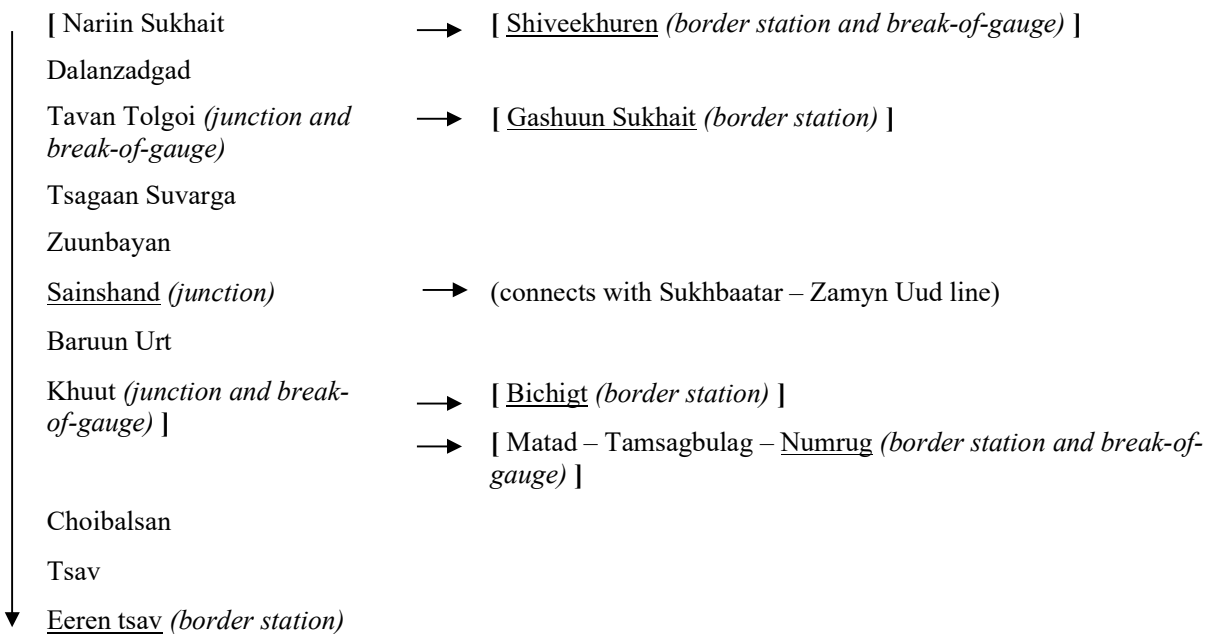 [ Nariin Sukhait
[ Shiveekhuren (border station and break-of-gauge) ]
Dalanzadgad
Tavan Tolgoi (junction and
break-of-gauge)
[ Gashuun Sukhait (border station) ]
Tsagaan Suvarga
Zuunbayan
Sainshand (junction)
(connects with Sukhbaatar – Zamyn Uud line)
Baruun Urt
Khuut (junction and break-
of-gauge) ]
[ Bichigt (border station) ]
[ Matad – Tamsagbulag – Numrug (border station and break-of-
gauge) ]
Choibalsan
Tsav
Eeren tsav (border station)